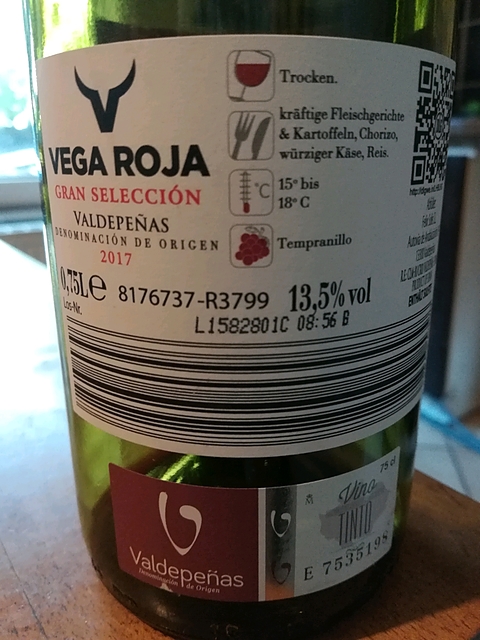 VEGA ROJA
GRAN SELECCIÓN
VALDEPEÑAS
DENOMINACIÓN DE ORIGEN
2017
Trocken.
kräftige Fleischgerichte
& Kartoffeln, Chorizo,
würziger Käse, Reis.
°C
15° bis
18° C
Tempranillo
0,75L e 8176737-R3799 13,5% vol
Los-Nr.
L1582801C 08:56 B
75 cl
Vino
TINTO
E 7535198
Valdepeñas
Denominación de Origen